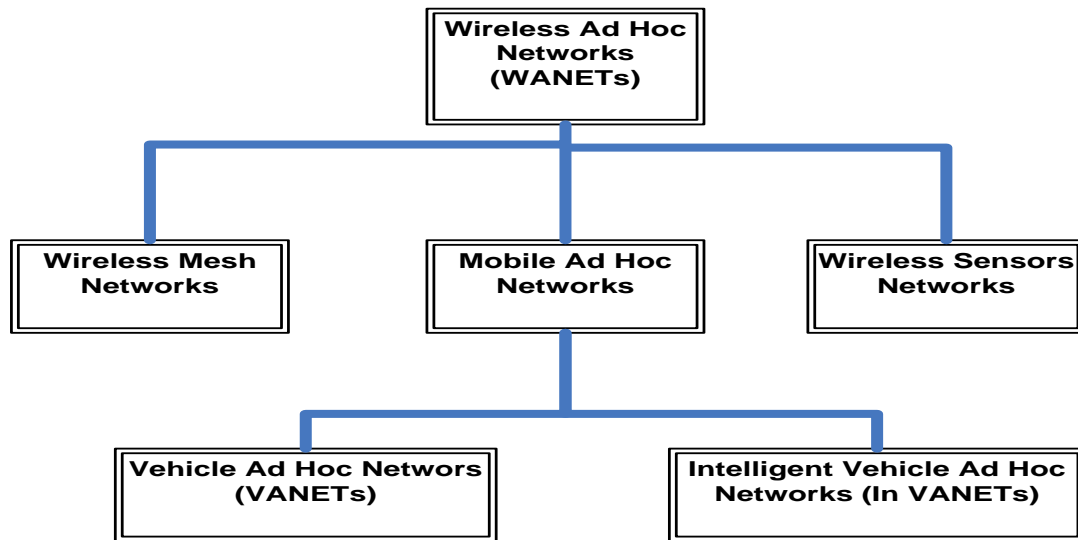 Wireless Ad Hoc
Networks
(WANETs)
Wireless Mesh
Networks
Mobile Ad Hoc
Networks
Wireless Sensors
Networks
Vehicle Ad Hoc Networs
(VANETs)
Intelligent Vehicle Ad Hoc
Networks (In VANETs)